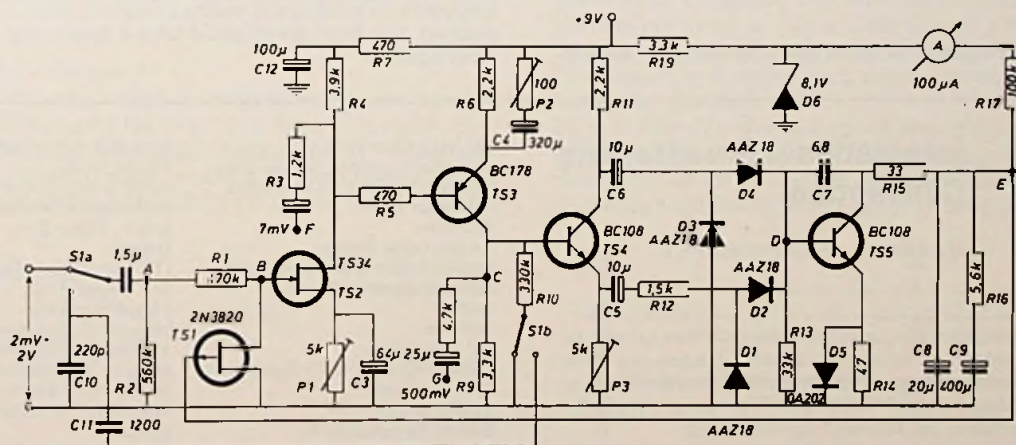 +9V
100µ
C12
470
R7
3,9k
R4
2,2k
R6
100
P2
C4
320µ
2,2k
R11
3.3k
R19
8,1V
D6
A
100µA
100k
R17
1,2k
R3
7mV
F
470
R5
BC178
TS3
10µ
C6
AAZ18
D4
6,8
C7
33
R15
E
D3
AAZ18
BC108
TS4
BC108
TS5
D
S1a
1,5µ
A
R1
470k
B
TS34
TS2
C
330k
R10
10µ
C5
1,5k
R12
AAZ18
D2
5,6k
R16
2mV-
2V
2N3820
TS1
220p
C10
560k
R2
5k
P1
64µ
C3
4,7k
25µ
G
500mV
3,3k
R9
S1b
5k
P3
D1
R13
33k
D5
0A202
47
R14
C8
20µ
C9
400µ
C11
1200
AAZ18